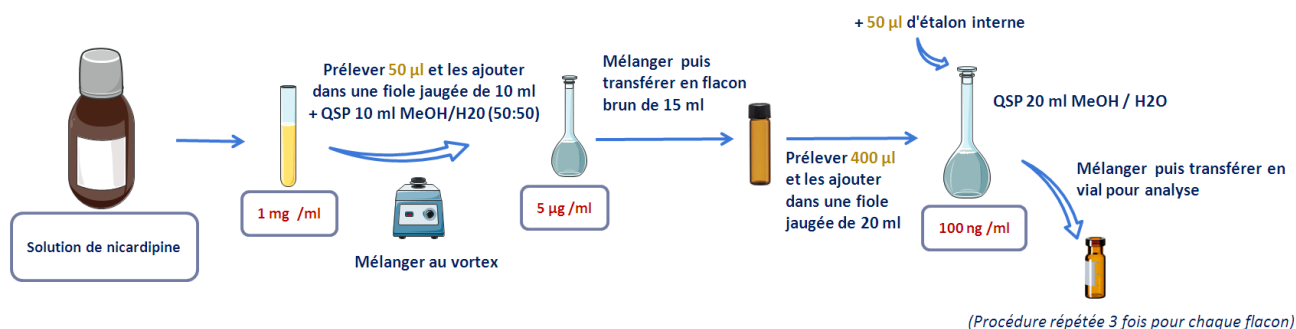 Solution de nicardipine
1 mg /ml
Prélever 50 µl et les ajouter
dans une fiole jaugée de 10 ml
+ QSP 10 ml MeOH/H20 (50:50)
Mélanger au vortex
5 µg /ml
Mélanger puis
transférer en flacon
brun de 15 ml
Prélever 400 µl
et les ajouter
dans une fiole
jaugée de 20 ml
+ 50 µl d'étalon interne
100 ng /ml
QSP 20 ml MeOH / H2O
Mélanger puis transférer en
vial pour analyse
(Procédure répétée 3 fois pour chaque flacon)